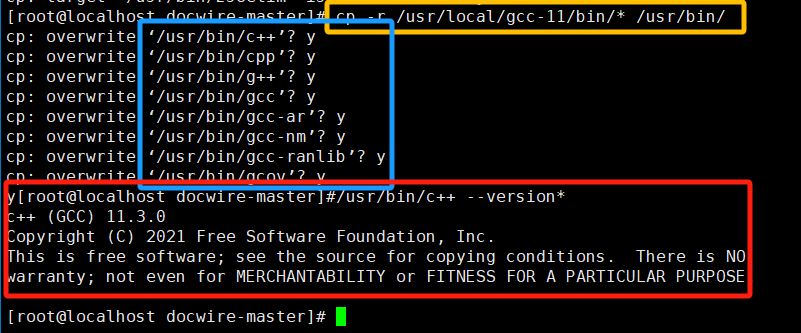 [root@localhost docwire-master]# cp -r /usr/local/gcc-11/bin/* /usr/bin/
cp: overwrite ‘/usr/bin/c++’? y
cp: overwrite ‘/usr/bin/cpp’? y
cp: overwrite ‘/usr/bin/g++’? y
cp: overwrite ‘/usr/bin/gcc’? y
cp: overwrite ‘/usr/bin/gcc-ar’? y
cp: overwrite ‘/usr/bin/gcc-nm’? y
cp: overwrite ‘/usr/bin/gcc-ranlib’? y
cp: overwrite ‘/usr/bin/gcov’? y
y[root@localhost docwire-master]#/usr/bin/c++ --version*
c++ (GCC) 11.3.0
Copyright (C) 2021 Free Software Foundation, Inc.
This is free software; see the source for copying conditions.  There is NO
warranty; not even for MERCHANTABILITY or FITNESS FOR A PARTICULAR PURPOSE
[root@localhost docwire-master]#